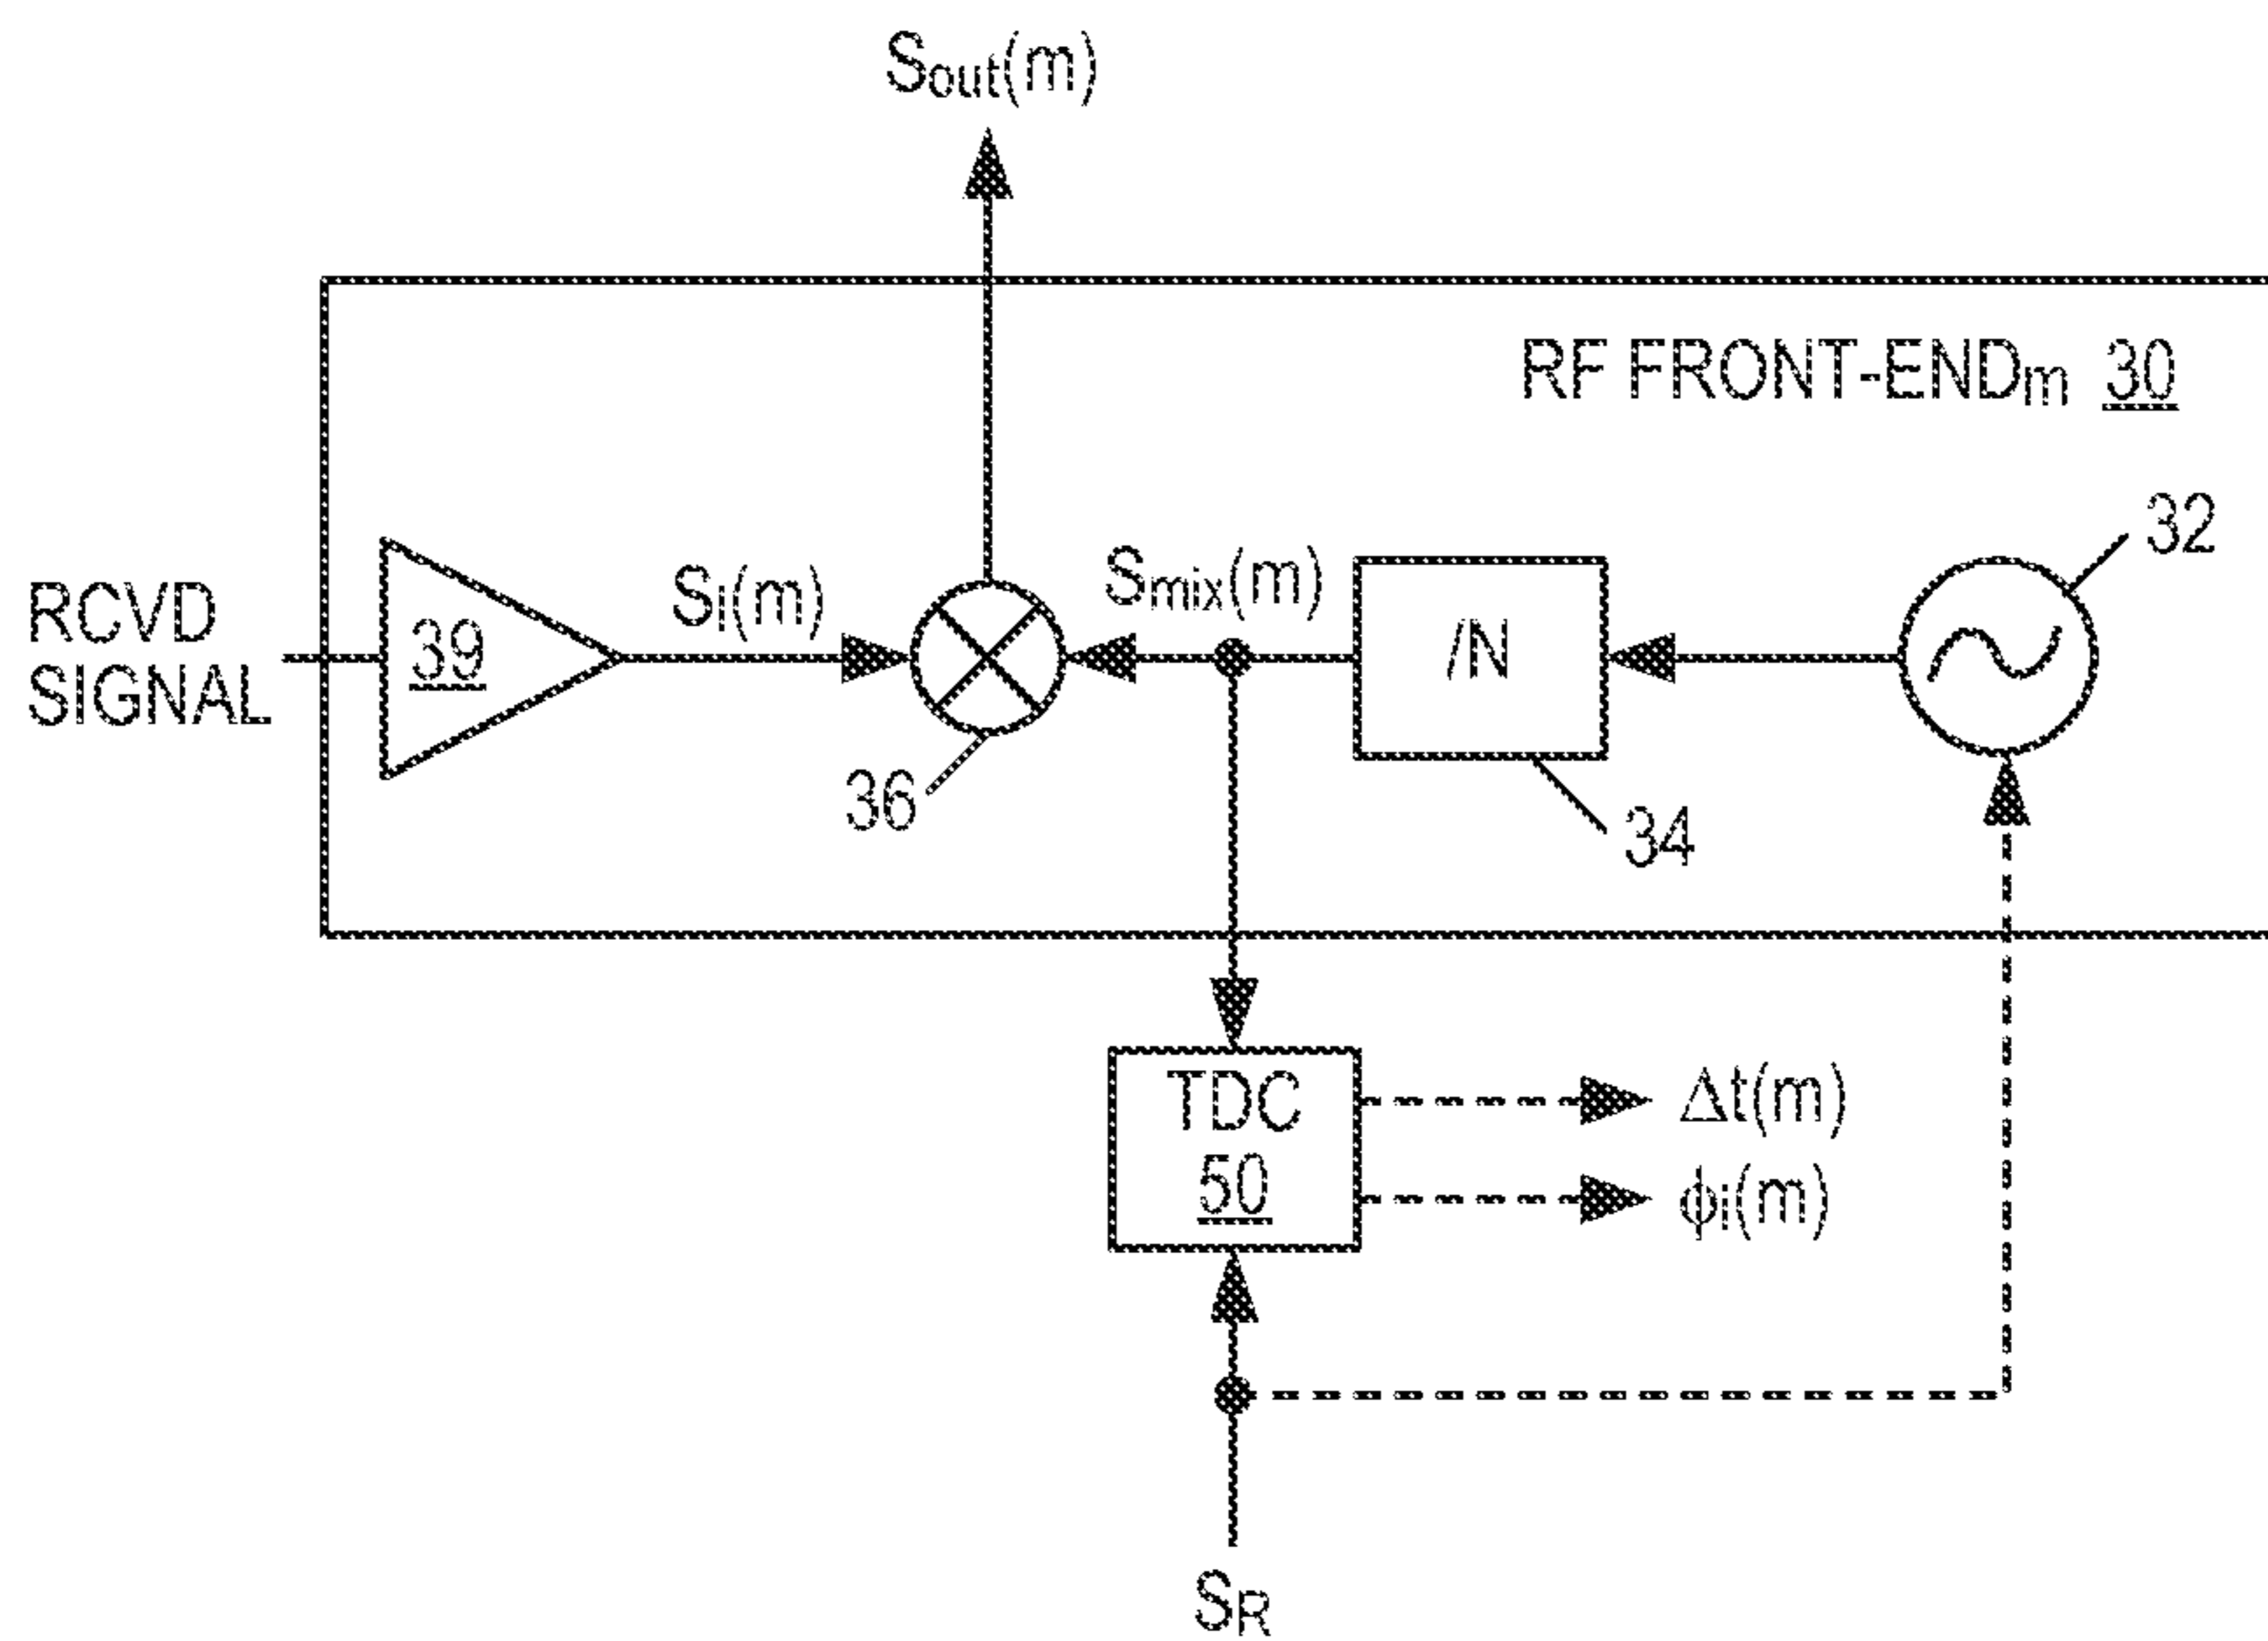 Sout(m)
RF FRONT-ENDm 30
32
RCVD
SIGNAL
39
SI(m)
Smix(m)
/N
36
34
TDC
50
Δt(m)
ϕi(m)
SR